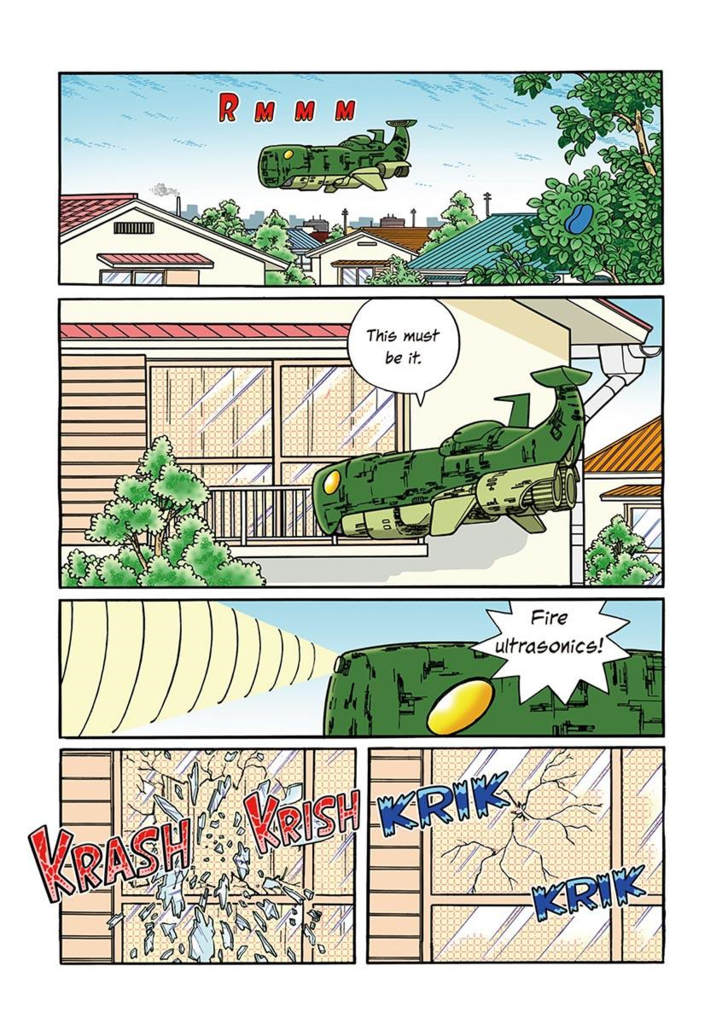 RMMM
This must
be it.
Fire
ultrasonics!
KRIK
KRIK
KRISH
KRASH